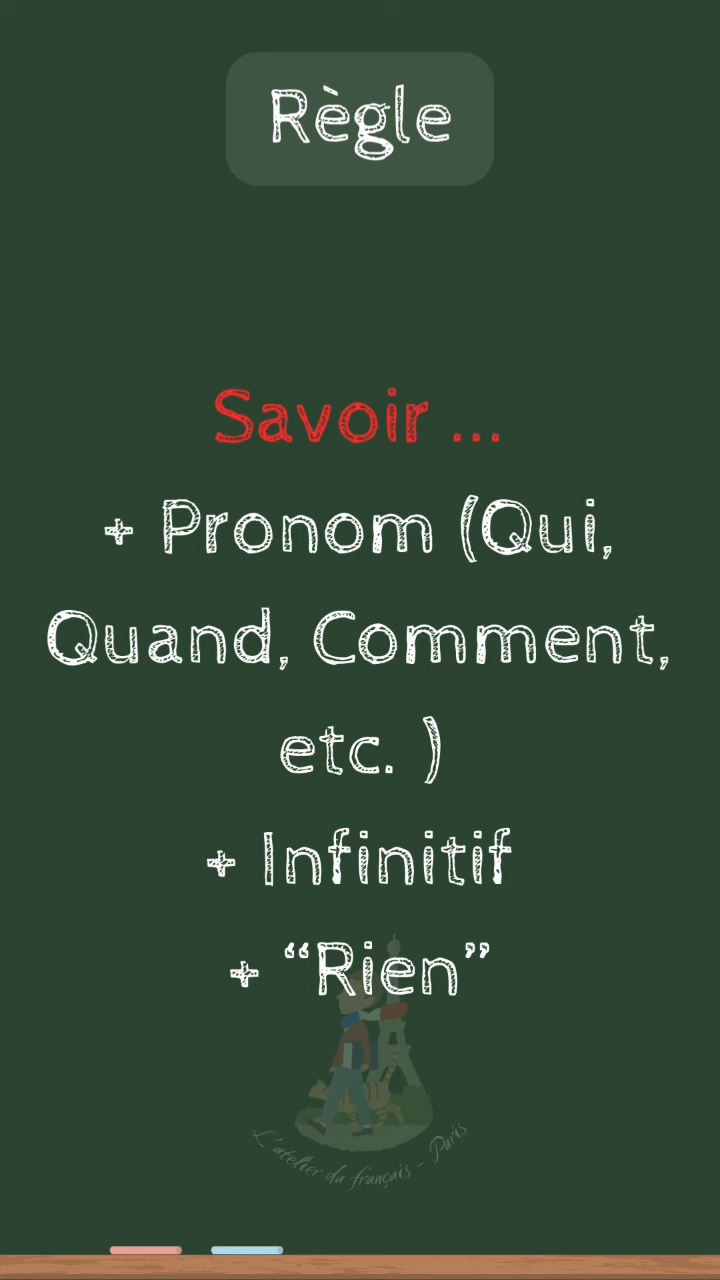 Règle
Savoir ...
+ Pronom (Qui,
Quand, Comment,
etc. )
+ Infinitif
+ “Rien”
L'atelier du français - Paris